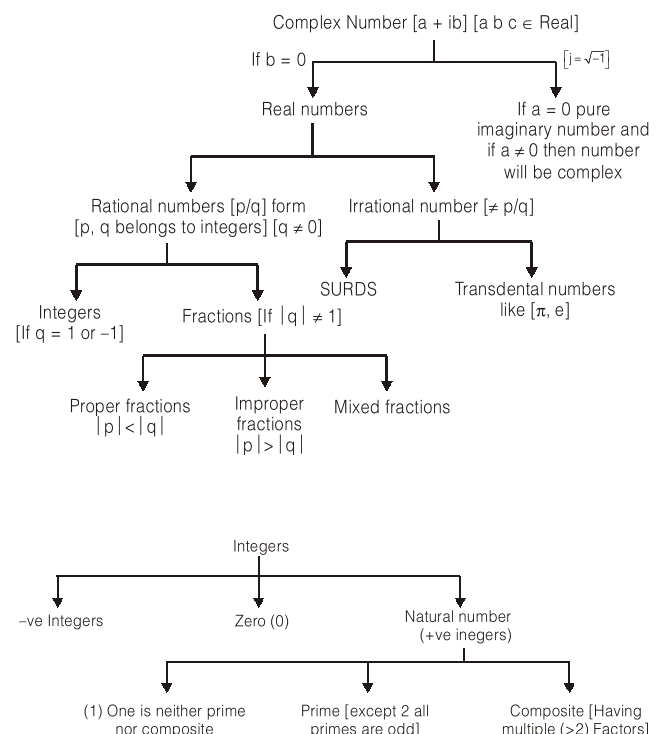 Complex Number [a + ib] [a b c ∈ Real]
If b = 0
[j = √−1]
Real numbers
If a = 0 pure
imaginary number and
if a ≠ 0 then number
will be complex
Rational numbers [p/q] form
[p, q belongs to integers] [q ≠ 0]
Irrational number [≠ p/q]
SURDS
Transdental numbers
like [π, e]
Integers
[If q = 1 or –1]
Fractions [If |q| ≠ 1]
Proper fractions
|p| < |q|
Improper
fractions
|p| > |q|
Mixed fractions
Integers
–ve Integers
Zero (0)
Natural number
(+ve inegers)
(1) One is neither prime
nor composite
Prime [except 2 all
primes are odd]
Composite [Having
multiple (>2) Factors]